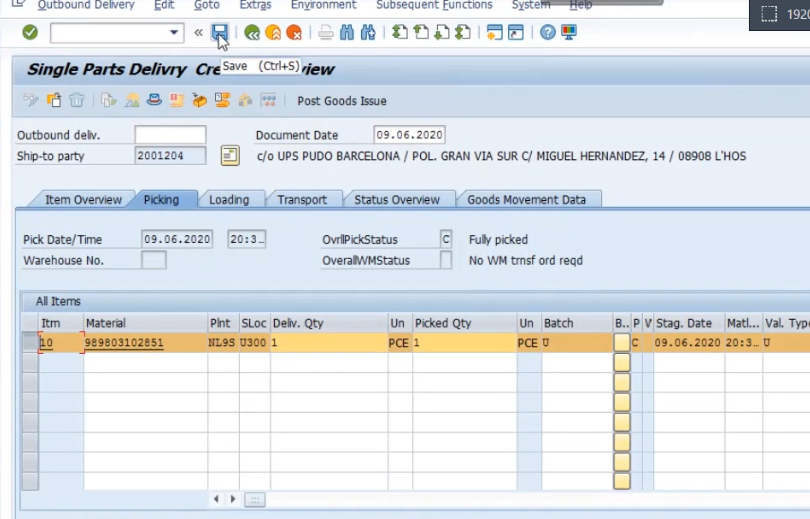 Outbound Delivery Edit Goto Extras Environment Subsequent Functions System Help
1920
«
Save (Ctrl+S)
Single Parts Delivry Cre view
Post Goods Issue
Outbound deliv. Document Date 09.06.2020
Ship-to party 2001204 c/o UPS PUDO BARCELONA / POL. GRAN VIA SUR C/ MIGUEL HERNANDEZ, 14 / 08908 L'HOS
Item Overview Picking Loading Transport Status Overview Goods Movement Data
Pick Date/Time 09.06.2020 20:3… OvrllPickStatus C Fully picked
Warehouse No. OverallWMStatus No WM trnsf ord reqd
All Items
Itm Material Plnt SLoc Deliv. Qty Un Picked Qty Un Batch B.. P V Stag. Date Matl... Val. Type
10 989803102851 NL9S U300 1 PCE 1 PCE U C 09.06.2020 20:3… U